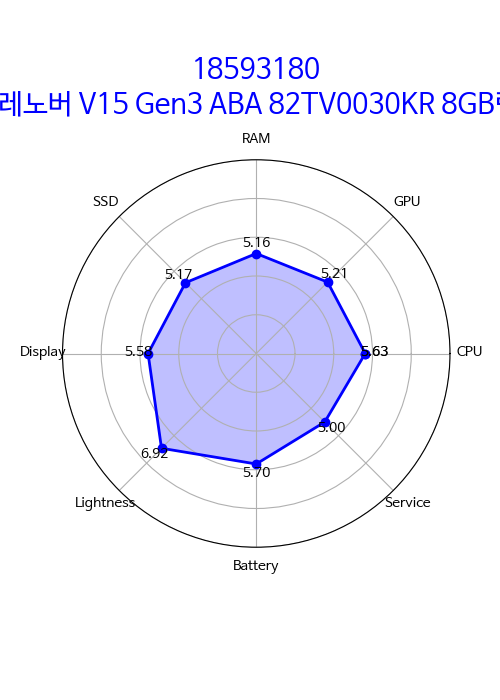 18593180
레노버 V15 Gen3 ABA 82TV0030KR 8GB
RAM
SSD
GPU
5.16
5.17
5.21
Display
5.58
5.63
CPU
6.92
5.00
5.70
Lightness
Service
Battery